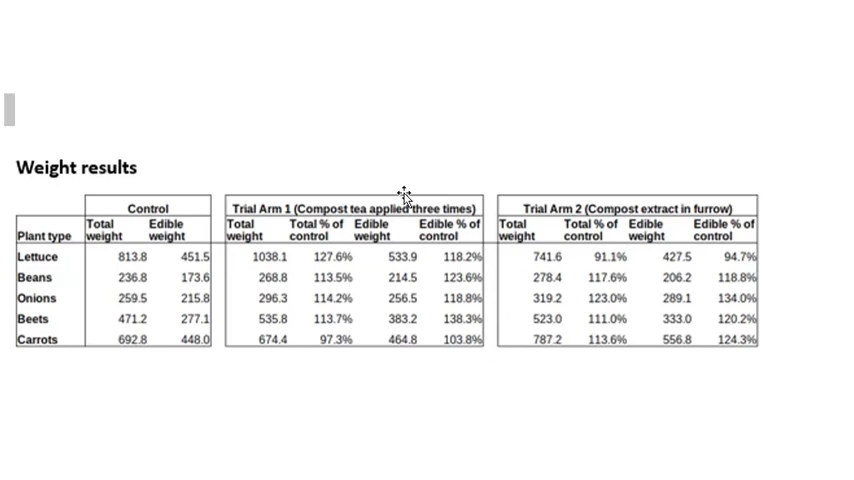 Weight results
Control Trial Arm 1 (Compost tea applied three times) Trial Arm 2 (Compost extract in furrow)
Plant type Total weight Edible weight Total weight Total % of control Edible weight Edible % of control Total weight Total % of control Edible weight Edible % of control
Lettuce 813.8 451.5 1038.1 127.6% 533.9 118.2% 741.6 91.1% 427.5 94.7%
Beans 236.8 173.6 268.8 113.5% 214.5 123.6% 278.4 117.6% 206.2 118.8%
Onions 259.5 215.8 296.3 114.2% 256.5 118.8% 319.2 123.0% 289.1 134.0%
Beets 471.2 277.1 535.8 113.7% 383.2 138.3% 523.0 111.0% 333.0 120.2%
Carrots 692.8 448.0 674.4 97.3% 464.8 103.8% 787.2 113.6% 556.8 124.3%